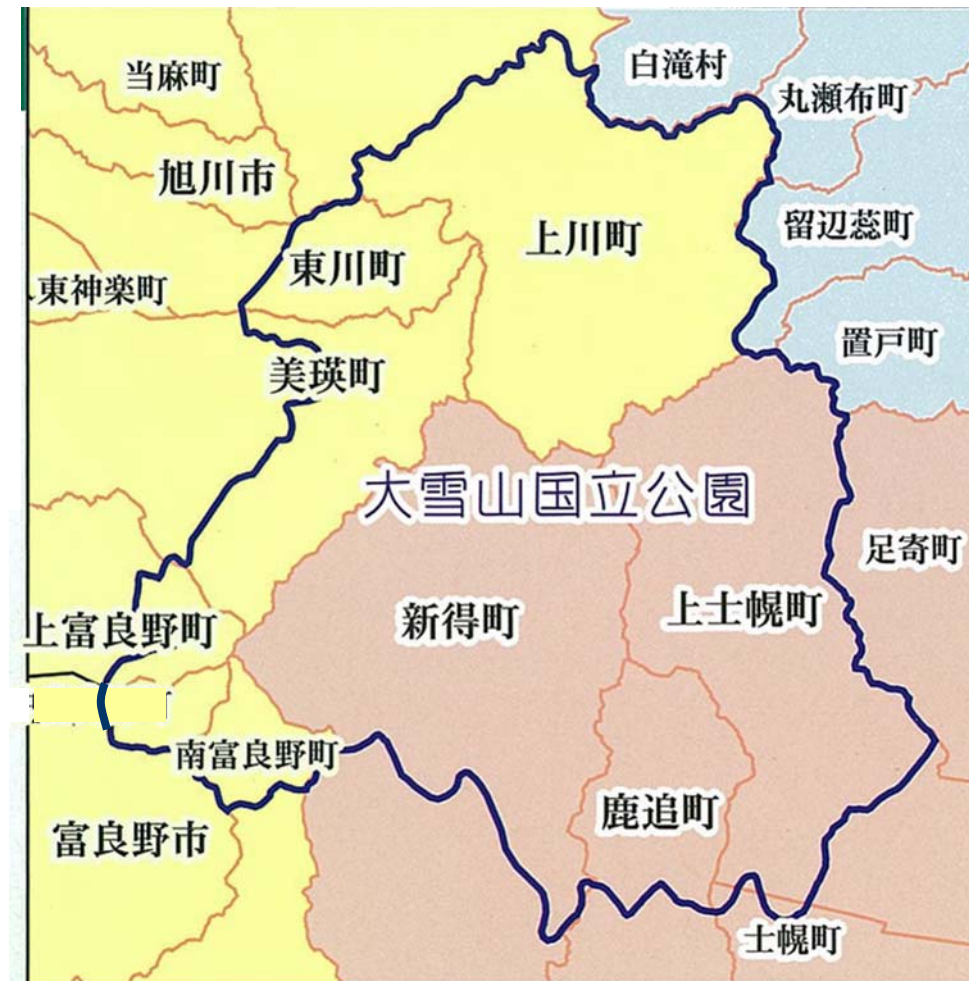 白滝村
当麻町
丸瀬布町
旭川市
留辺蘂町
上川町
東川町
東神楽町
置戸町
美瑛町
大雪山国立公園
足寄町
新得町
上士幌町
上富良野町
南富良野町
鹿追町
富良野市
士幌町